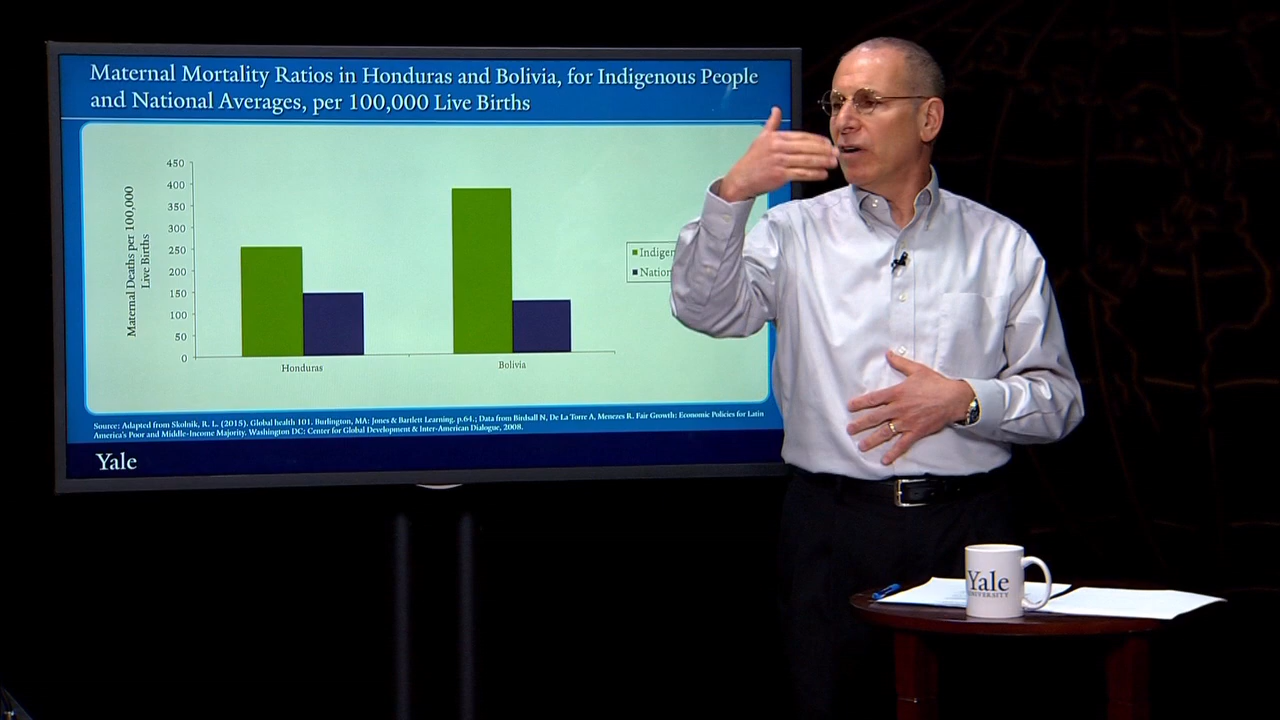 Maternal Mortality Ratios in Honduras and Bolivia, for Indigenous People
and National Averages, per 100,000 Live Births
450
400
350
300
250
200
150
100
50
0
Maternal Deaths per 100,000
Live Births
Honduras
Bolivia
Source: Adapted from Skolnik, R. L. (2015). Global health 101. Burlington, MA: Jones & Bartlett Learning. p.64.; Data from Birdsall N, De La Torre A, Menezes R. Fair Growth: Economic Policies for Latin
America's Poor and Middle-Income Majority. Washington DC: Center for Global Development & Inter-American Dialogue, 2008.
Yale
Yale
UNIVERSITY